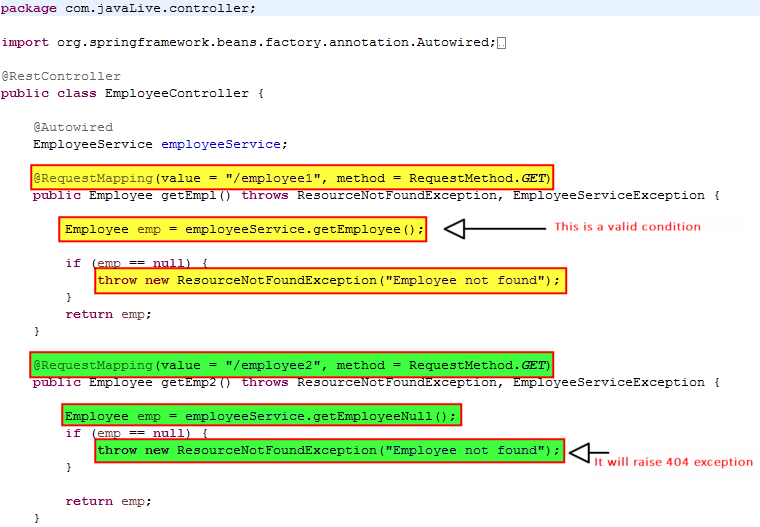 package com.javaLive.controller;
import org.springframework.beans.factory.annotation.Autowired;
@RestController
public class EmployeeController {
@Autowired
EmployeeService employeeService;
@RequestMapping(value = "/employee1", method = RequestMethod.GET)
public Employee getEmpl() throws ResourceNotFoundException, EmployeeServiceException {
Employee emp = employeeService.getEmployee();
This is a valid condition
if (emp == null) {
throw new ResourceNotFoundException("Employee not found");
}
return emp;
}
@RequestMapping(value = "/employee2", method = RequestMethod.GET)
public Employee getEmp2() throws ResourceNotFoundException, EmployeeServiceException {
Employee emp = employeeService.getEmployeeNull();
if (emp == null) {
throw new ResourceNotFoundException("Employee not found");
It will raise 404 exception
}
return emp;
}